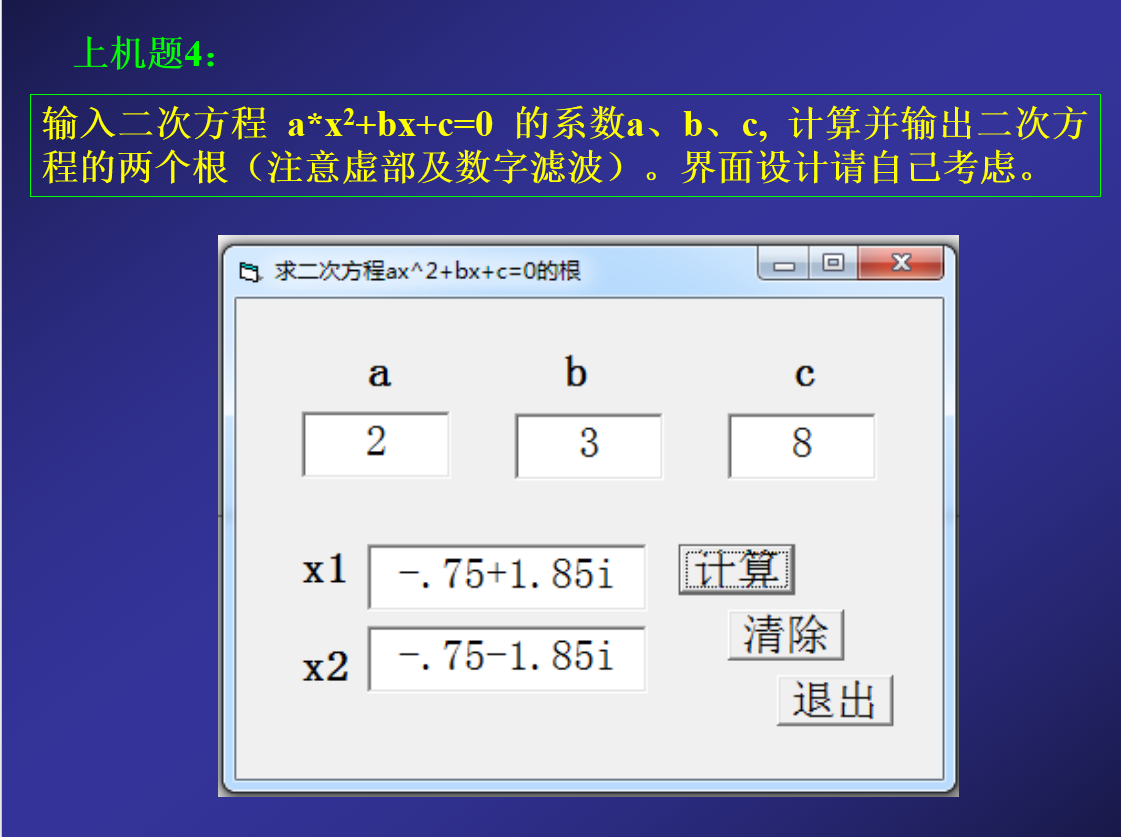 上机题4：
输入二次方程 a*x²+bx+c=0 的系数a、b、c, 计算并输出二次方
程的两个根（注意虚部及数字滤波）。界面设计请自己考虑。
求二次方程ax^2+bx+c=0的根
a b c
2 3 8
x1 -.75+1.85i 计算
清除
x2 -.75-1.85i
退出